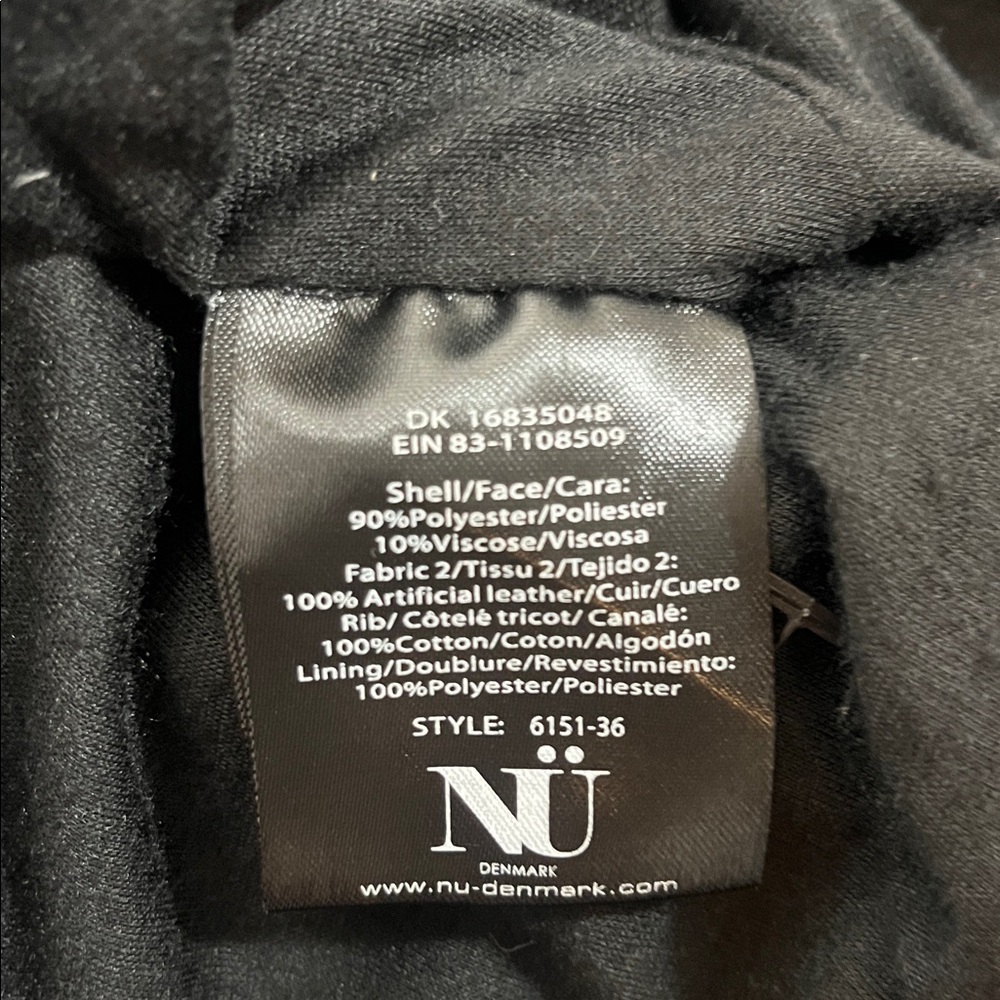 DK 16835048
EIN 83-1108509
Shell/Face/Cara:
90%Polyester/Poliester
10%Viscose/Viscosa
Fabric 2/Tissu 2/Tejido 2:
100% Artificial leather/Cuir/Cuero
Rib/ Côtelé tricot/ Canalé:
100%Cotton/Coton/Algodón
Lining/Doublure/Revestimiento:
100%Polyester/Poliester
STYLE: 6151-36
NÜ
DENMARK
www.nu-denmark.com